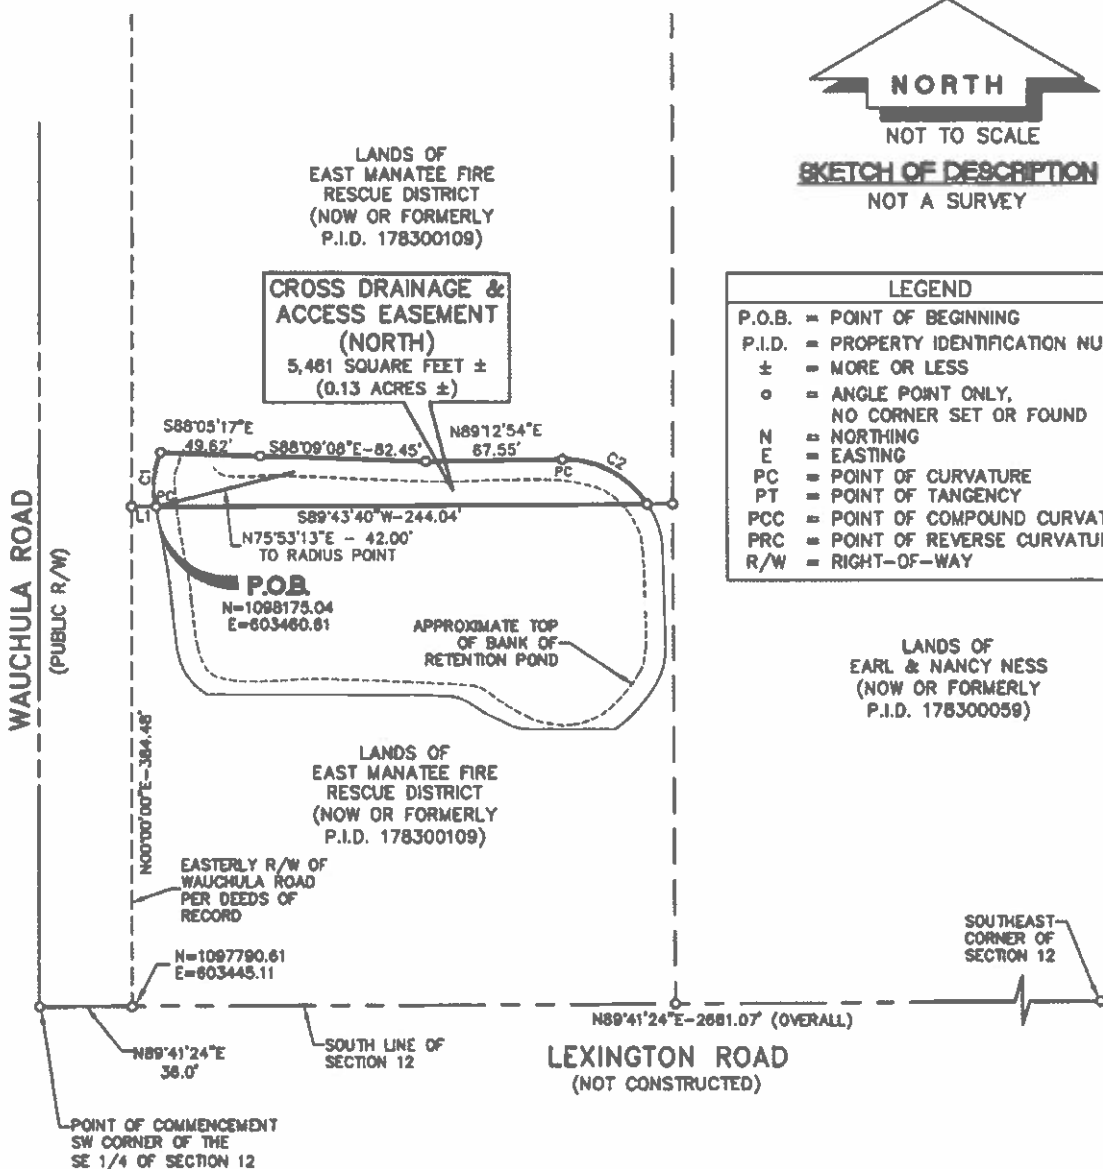 NORTH
NOT TO SCALE
SKETCH OF DESCRIPTION
NOT A SURVEY
LANDS OF
EAST MANATEE FIRE
RESCUE DISTRICT
(NOW OR FORMERLY
P.I.D. 178300109)
CROSS DRAINAGE &
ACCESS EASEMENT
(NORTH)
5,461 SQUARE FEET ±
(0.13 ACRES ±)
LEGEND
P.O.B. = POINT OF BEGINNING
P.I.D. = PROPERTY IDENTIFICATION NU
± = MORE OR LESS
o = ANGLE POINT ONLY,
NO CORNER SET OR FOUND
N = NORTHING
E = EASTING
PC = POINT OF CURVATURE
PT = POINT OF TANGENCY
PCC = POINT OF COMPOUND CURVAT
PRC = POINT OF REVERSE CURVATUR
R/W = RIGHT-OF-WAY
S88°05'17"E
49.62'
S88°09'08"E-82.45'
N89°12'54"E
67.55'
C1
C2
PC
PC
L1
S89°43'40"W-244.04'
N75°53'13"E - 42.00'
TO RADIUS POINT
P.O.B.
N=1098175.04
E=603460.61
APPROXIMATE TOP
OF BANK OF
RETENTION POND
WAUCHULA ROAD
(PUBLIC R/W)
LANDS OF
EARL & NANCY NESS
(NOW OR FORMERLY
P.I.D. 178300059)
LANDS OF
EAST MANATEE FIRE
RESCUE DISTRICT
(NOW OR FORMERLY
P.I.D. 178300109)
N00°00'00"E-384.48'
EASTERLY R/W OF
WAUCHULA ROAD
PER DEEDS OF
RECORD
N=1097790.61
E=603445.11
SOUTHEAST
CORNER OF
SECTION 12
N89°41'24"E-2661.07' (OVERALL)
N89°41'24"E
36.0'
SOUTH LINE OF
SECTION 12
LEXINGTON ROAD
(NOT CONSTRUCTED)
POINT OF COMMENCEMENT
SW CORNER OF THE
SE 1/4 OF SECTION 12